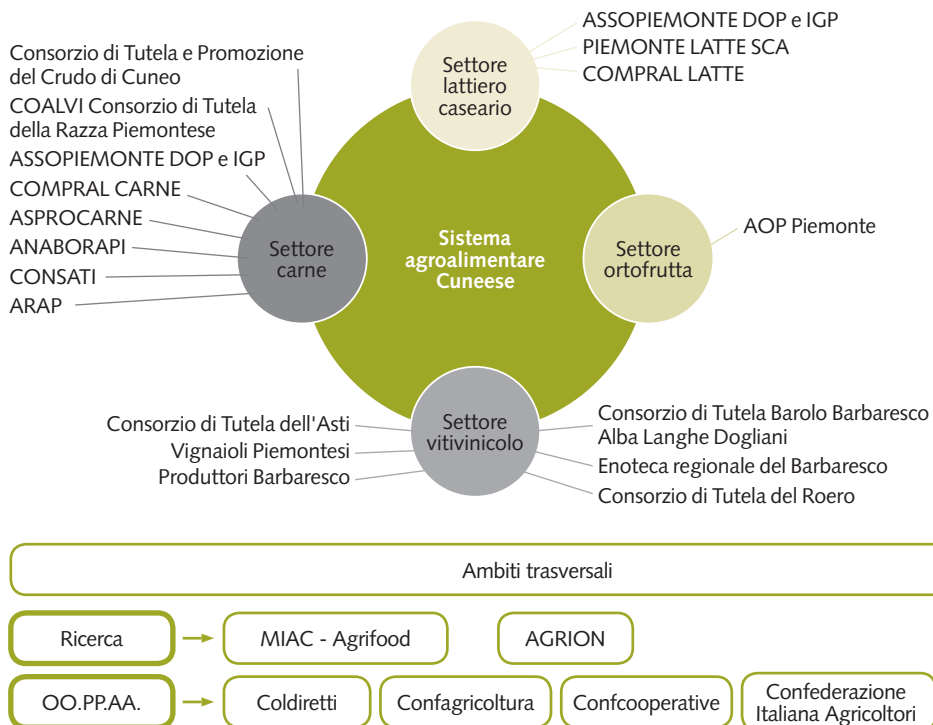 Consorzio di Tutela e Promozione
del Crudo di Cuneo
COALVI Consorzio di Tutela
della Razza Piemontese
ASSOPIEMONTE DOP e IGP
COMPRAL CARNE
ASPROCARNE
ANABORAPI
CONSATI
ARAP
Settore
carne
Settore
lattiero
caseario
ASSOPIEMONTE DOP e IGP
PIEMONTE LATTE SCA
COMPRAL LATTE
Sistema
agroalimentare
Cuneese
Settore
ortofrutta
AOP Piemonte
Consorzio di Tutela dell'Asti
Vignaioli Piemontesi
Produttori Barbaresco
Settore
vitivinicolo
Consorzio di Tutela Barolo Barbaresco
Alba Langhe Dogliani
Enoteca regionale del Barbaresco
Consorzio di Tutela del Roero
Ambiti trasversali
Ricerca
MIAC - Agrifood
AGRION
OO.PP.AA.
Coldiretti
Confagricoltura
Confcooperative
Confederazione
Italiana Agricoltori